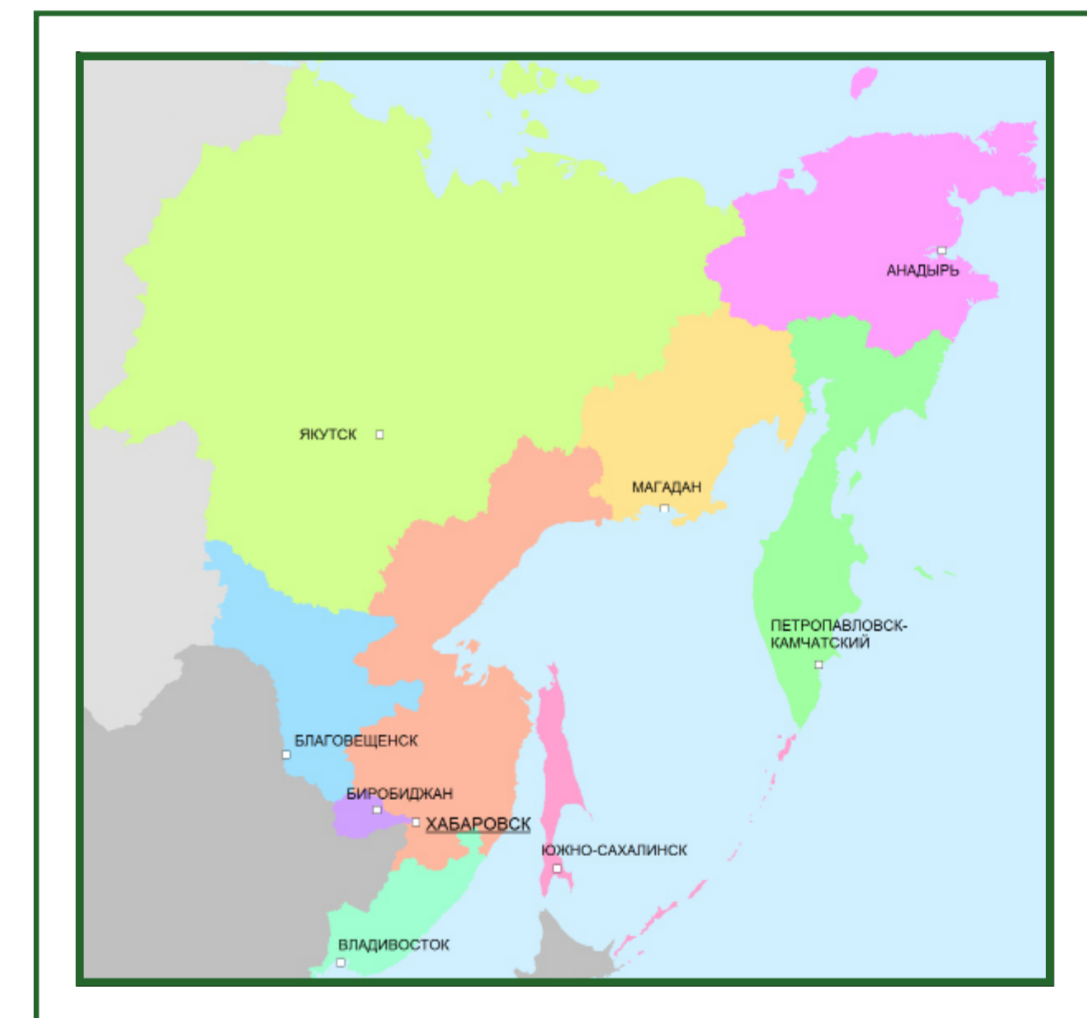 АНАДЫРЬ
ЯКУТСК
МАГАДАН
ПЕТРОПАВЛОВСК-
КАМЧАТСКИЙ
БЛАГОВЕЩЕНСК
БИРОБИДЖАН
ХАБАРОВСК
ЮЖНО-САХАЛИНСК
ВЛАДИВОСТОК